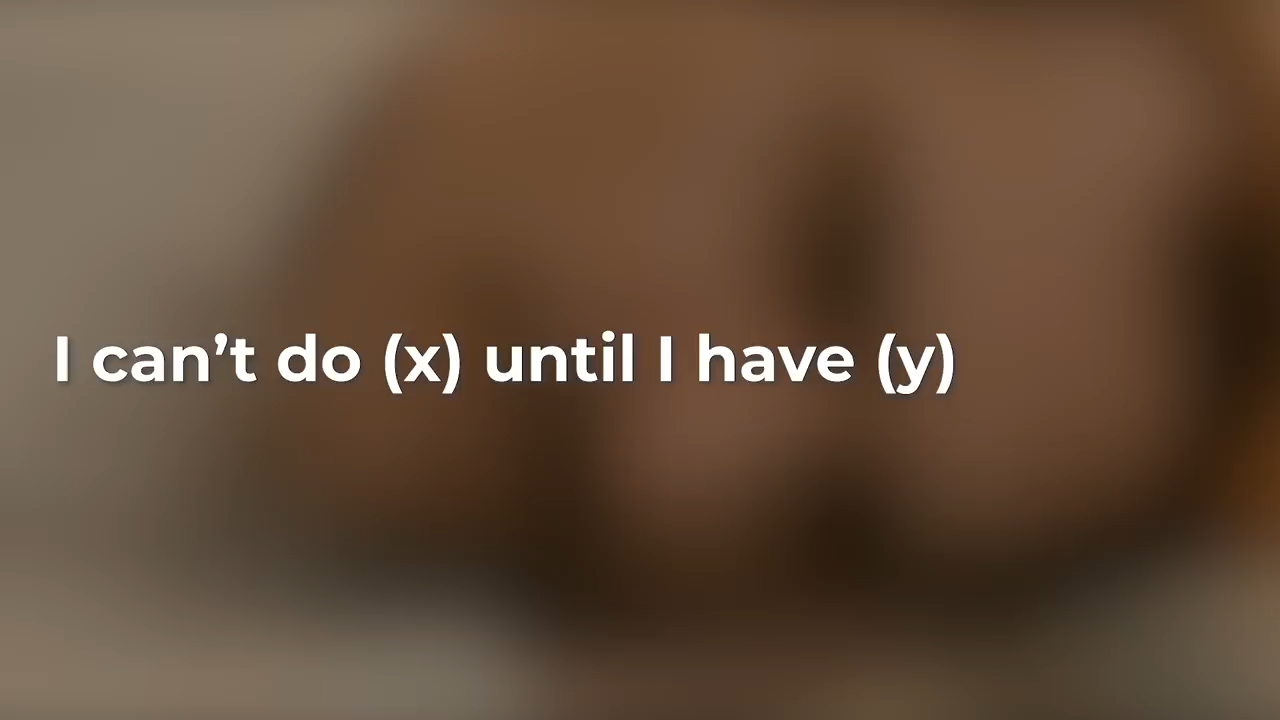 I can’t do (x) until I have (y)